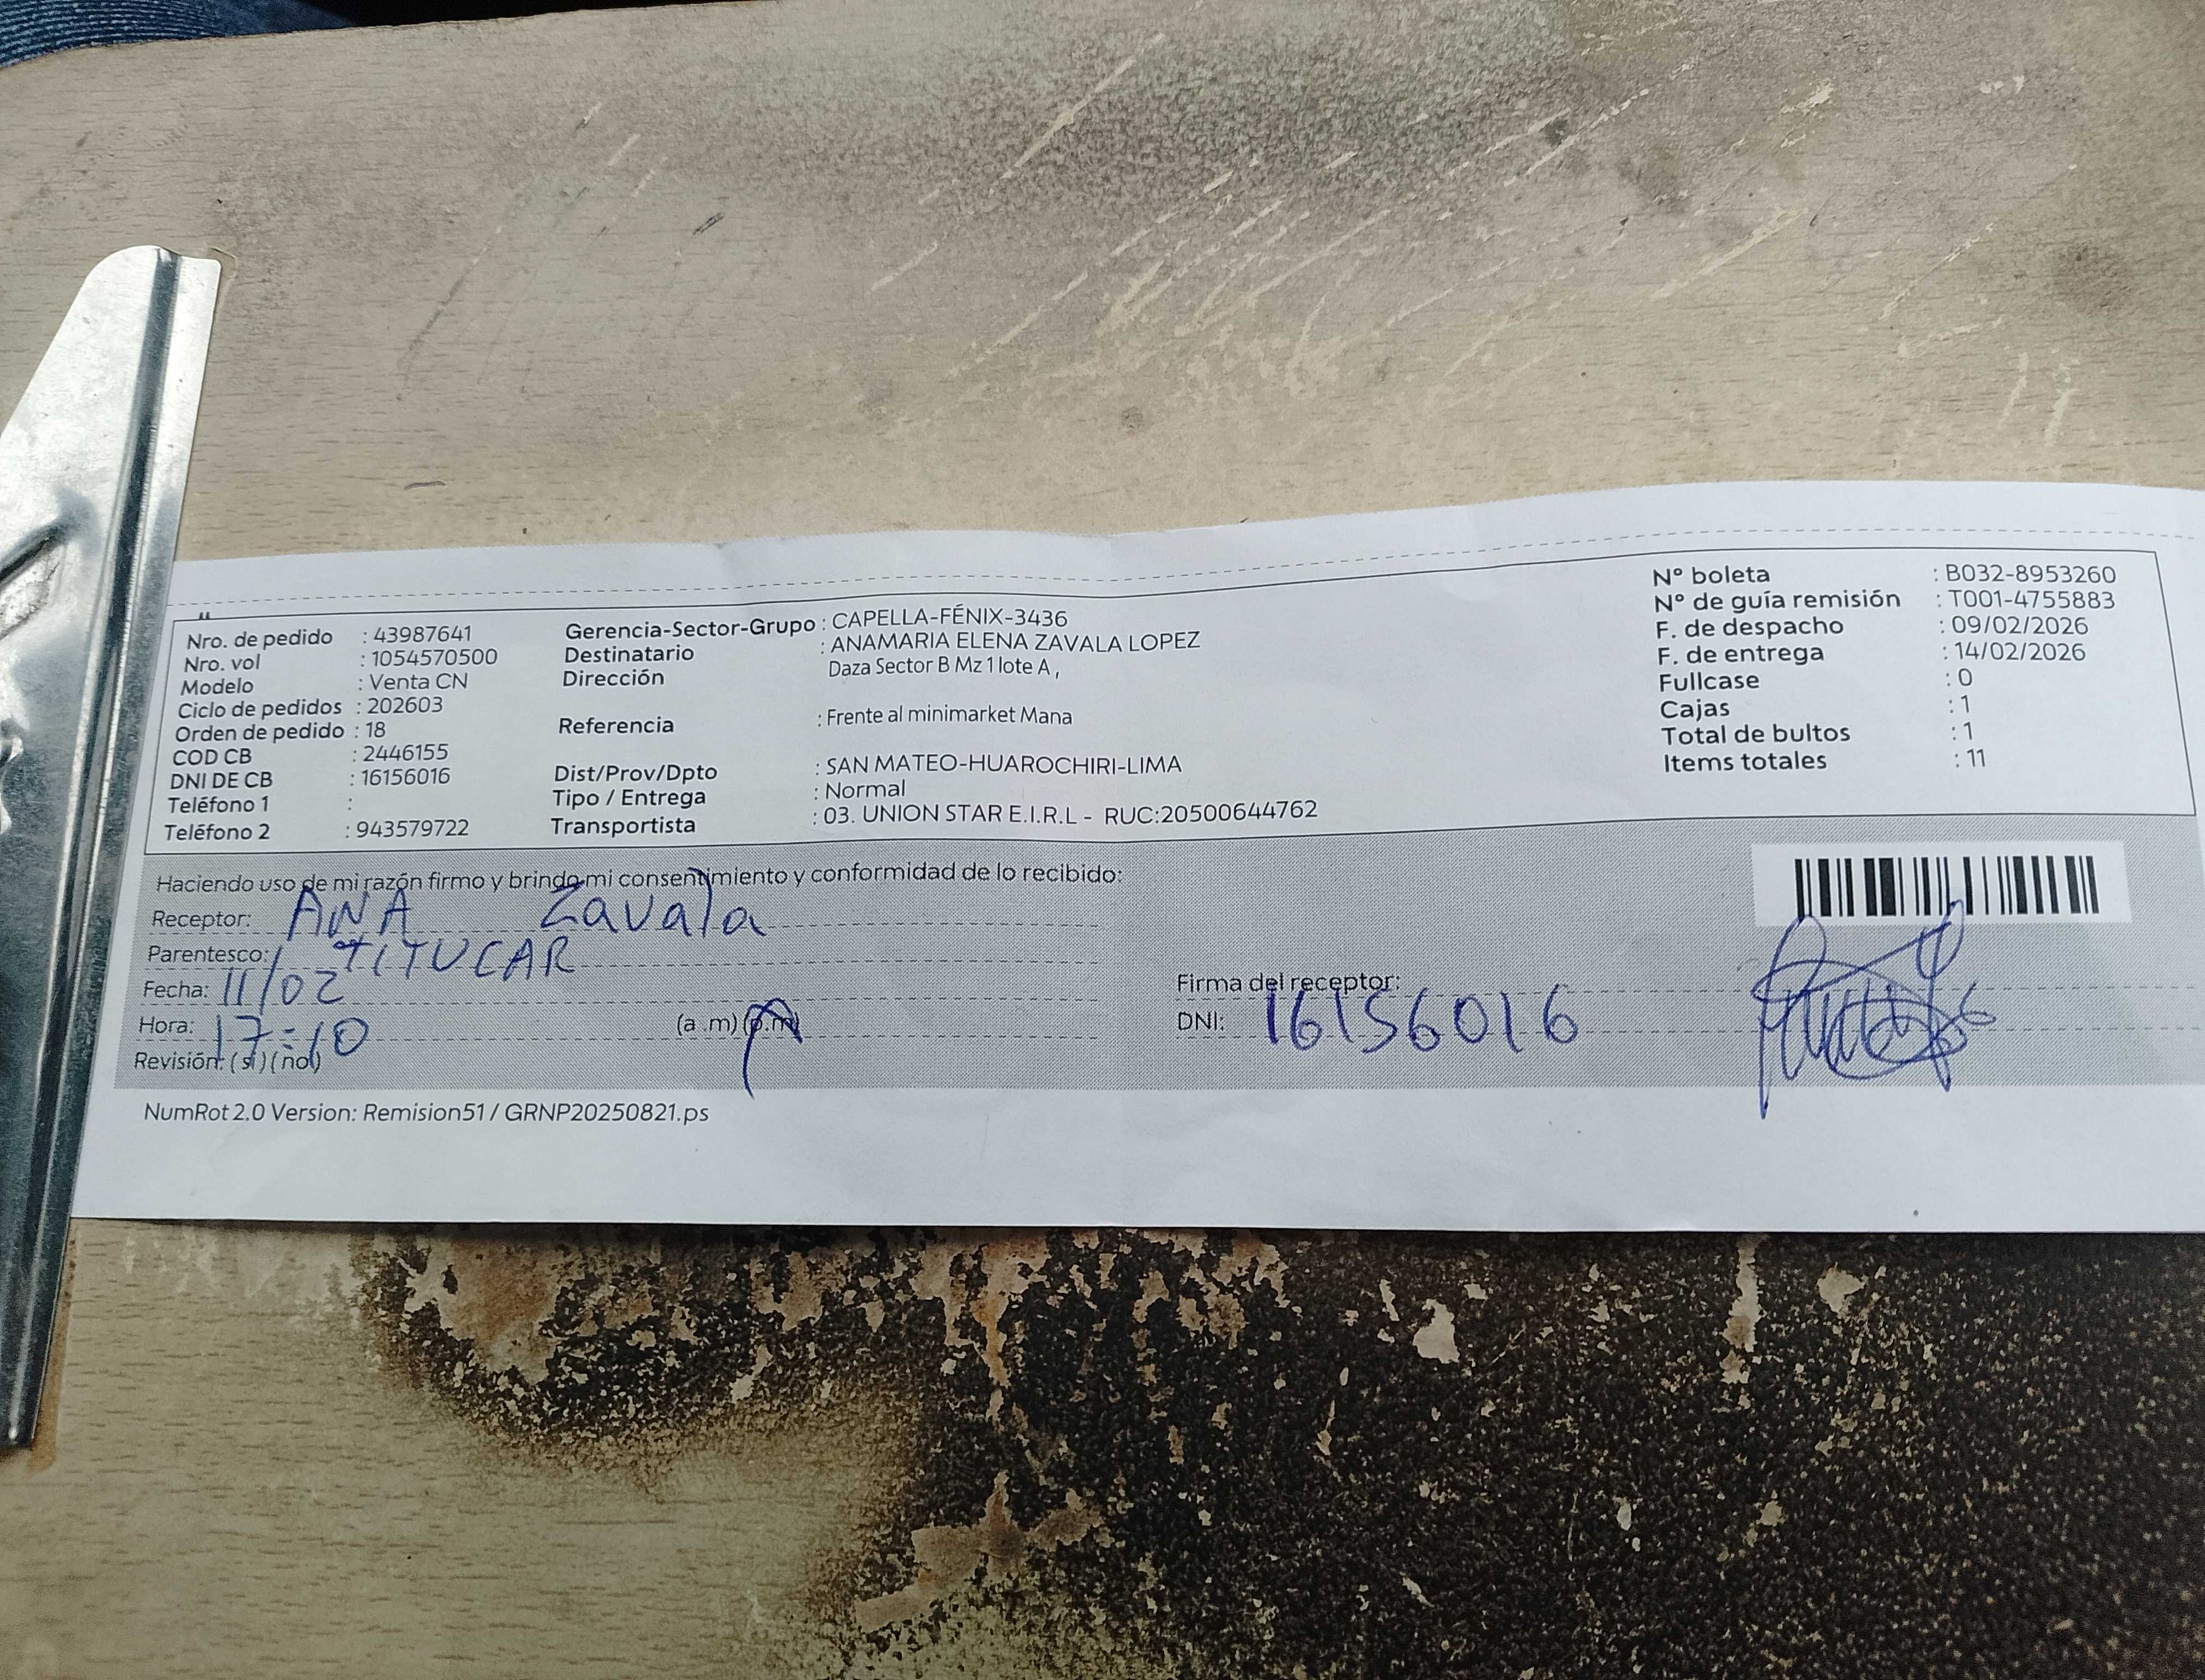 Nro. de pedido : 43987641
Nro. vol : 1054570500
Modelo : Venta CN
Ciclo de pedidos : 202603
Orden de pedido : 18
COD CB : 2446155
DNI DE CB : 16156016
Teléfono 1 :
Teléfono 2 : 943579722
Gerencia-Sector-Grupo : CAPELLA-FÉNIX-3436
Destinatario : ANAMARIA ELENA ZAVALA LOPEZ
Dirección Daza Sector B Mz 1 lote A ,
Referencia : Frente al minimarket Mana
Dist/Prov/Dpto : SAN MATEO-HUAROCHIRI-LIMA
Tipo / Entrega : Normal
Transportista : 03. UNION STAR E.I.R.L - RUC:20500644762
N° boleta : B032-8953260
N° de guía remisión : T001-4755883
F. de despacho : 09/02/2026
F. de entrega : 14/02/2026
Fullcase : 0
Cajas : 1
Total de bultos : 1
Items totales : 11
Haciendo uso de mi razón firmo y brindo mi consentimiento y conformidad de lo recibido:
Receptor: ANA Zavala
Parentesco: TITUCAR
Fecha: 11/02
Hora: 17:10 (a .m) (p.m)
Revisión: (si) (no)
Firma del receptor:
DNI: 16156016
NumRot 2.0 Version: Remision51 / GRNP20250821.ps